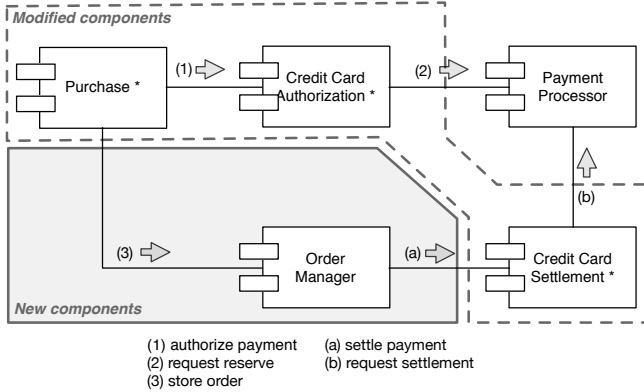 Modified components
(1)
(2)
Purchase *
Credit Card
Authorization *
Payment
Processor
(b)
(3)
Order
Manager
(a)
Credit Card
Settlement *
New components
(1) authorize payment
(2) request reserve
(3) store order
(a) settle payment
(b) request settlement